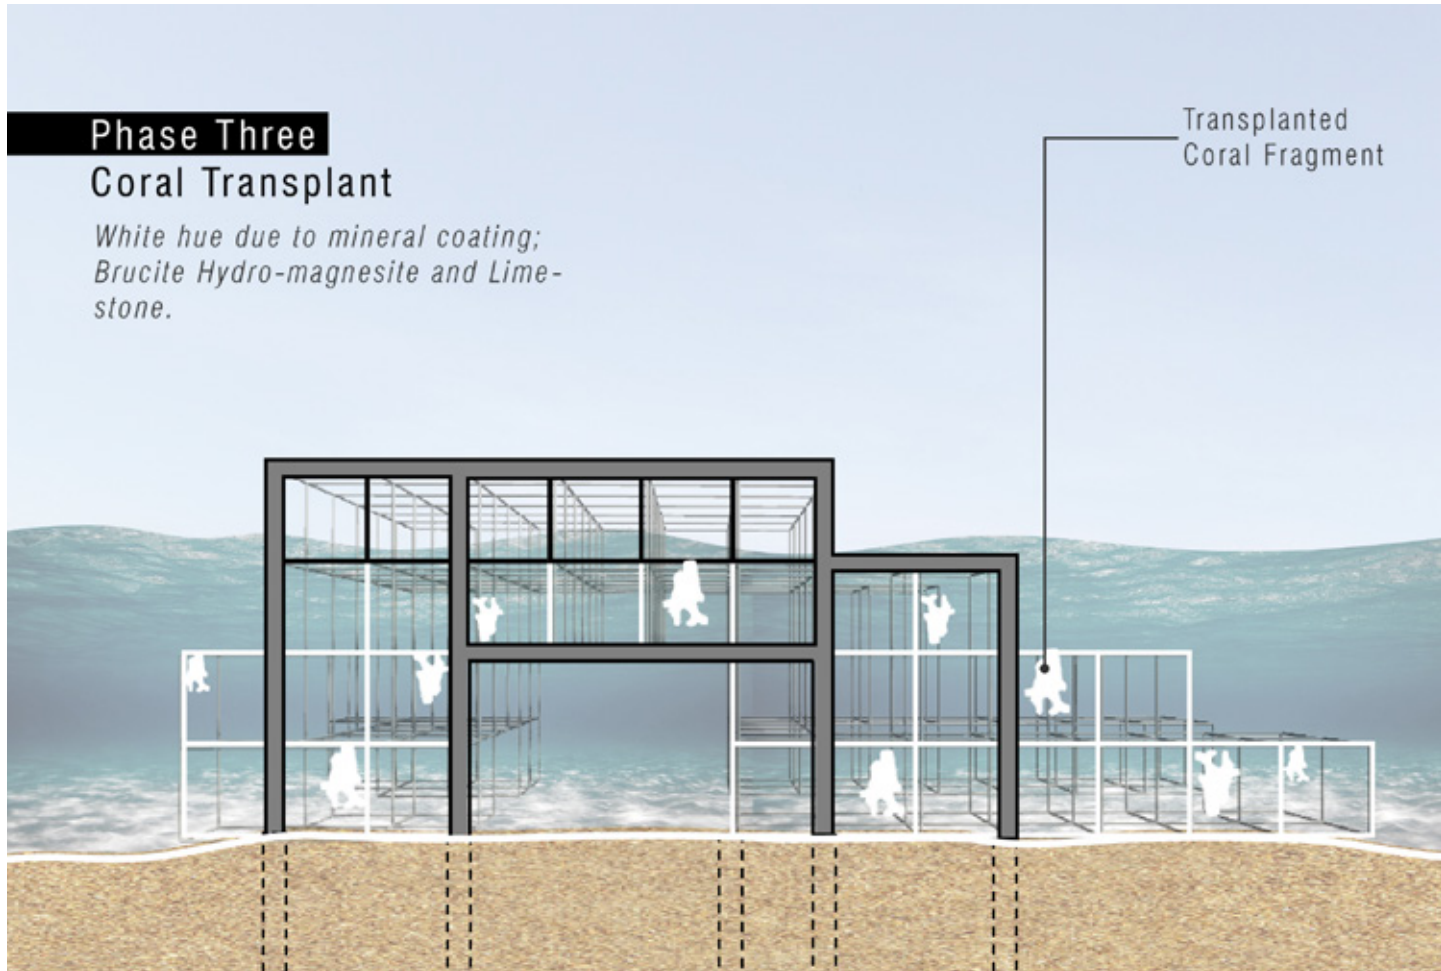 Phase Three
Coral Transplant
White hue due to mineral coating;
Brucite Hydro-magnesite and Lime-
stone.
Transplanted
Coral Fragment